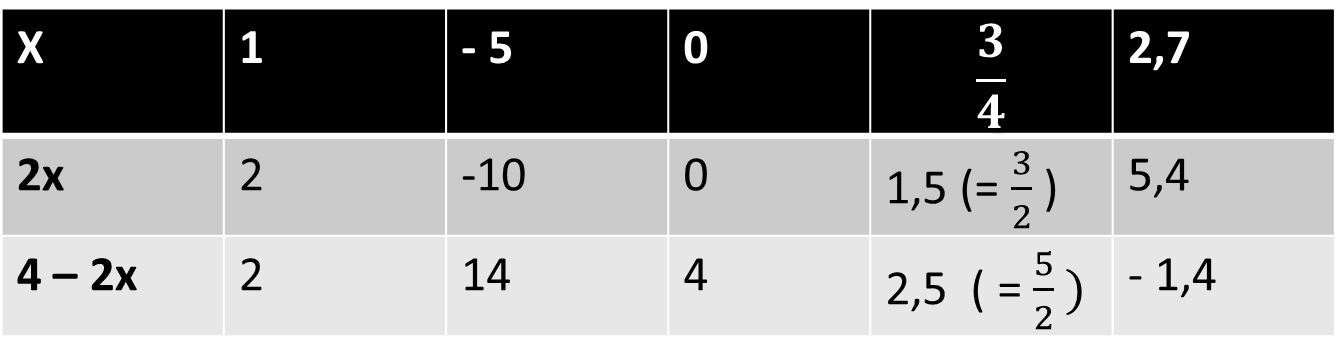 X 1 - 5 0 3/4 2,7
2x 2 -10 0 1,5 (= 3/2 ) 5,4
4 – 2x 2 14 4 2,5 ( = 5/2 ) - 1,4